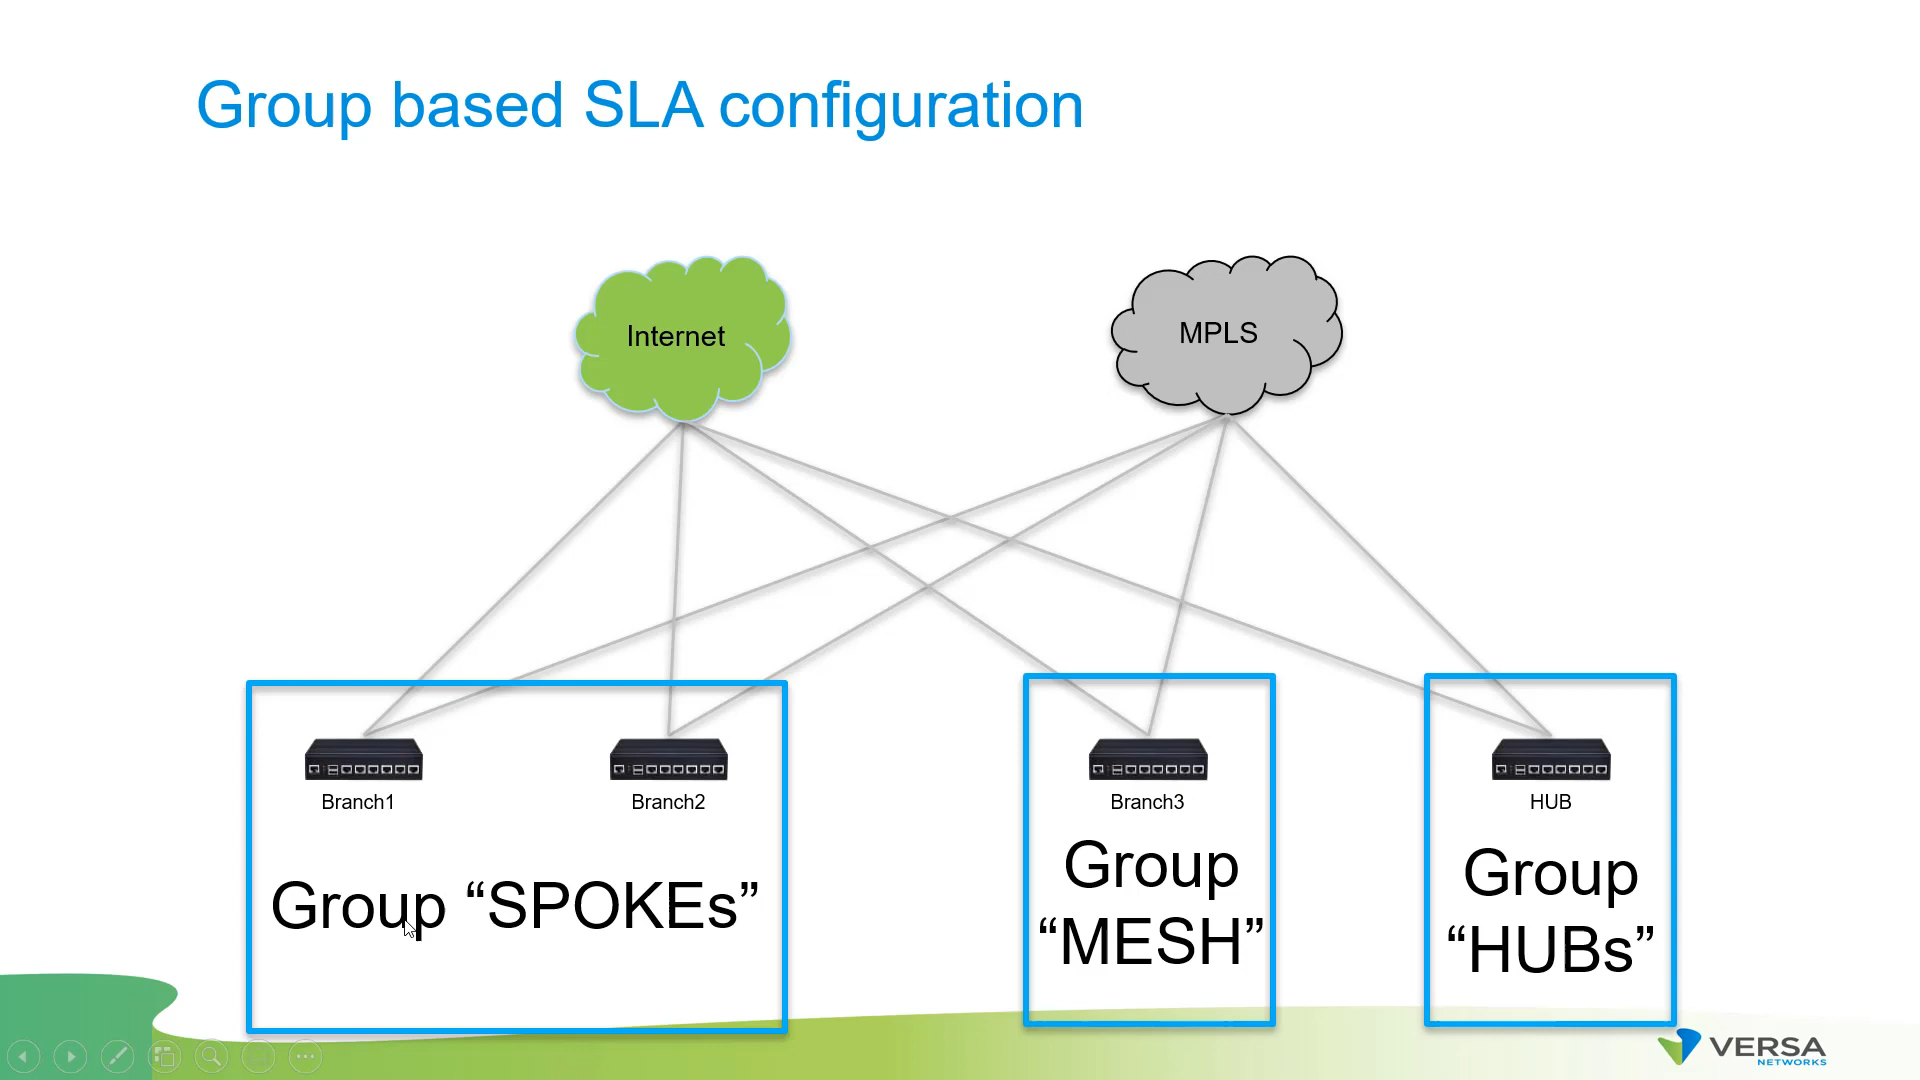 Group based SLA configuration
Internet
MPLS
Branch1
Branch2
Branch3
HUB
Group “SPOKEs”
Group
“MESH”
Group
“HUBs”
VERSA
NETWORKS